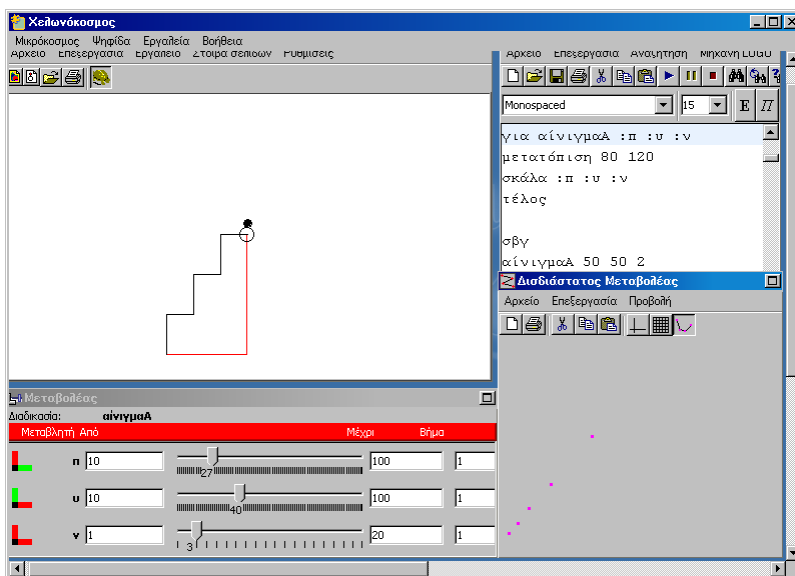 Χελωνόκοσμος
Μικρόκοσμος Ψηφίδα Εργαλεία Βοήθεια
Αρχείο Επεξεργασία Εργαλείο Στοίβα σελίδων Ρυθμίσεις
Αρχείο Επεξεργασία Αναζήτηση Μηχανή LOGO
Monospaced 15 Ε Π
για αίνιγμαΑ :π :υ :ν
μετατόπιση 80 120
σκάλα :π :υ :ν
τέλος
σβγ
αίνιγμαΑ 50 50 2
Δισδιάστατος Μεταβολέας
Αρχείο Επεξεργασία Προβολή
Μεταβολέας
Διαδικασία: αίνιγμαΑ
Μεταβλητή Από Μέχρι Βήμα
π 10 27 100 1
υ 10 40 100 1
ν 1 3 20 1